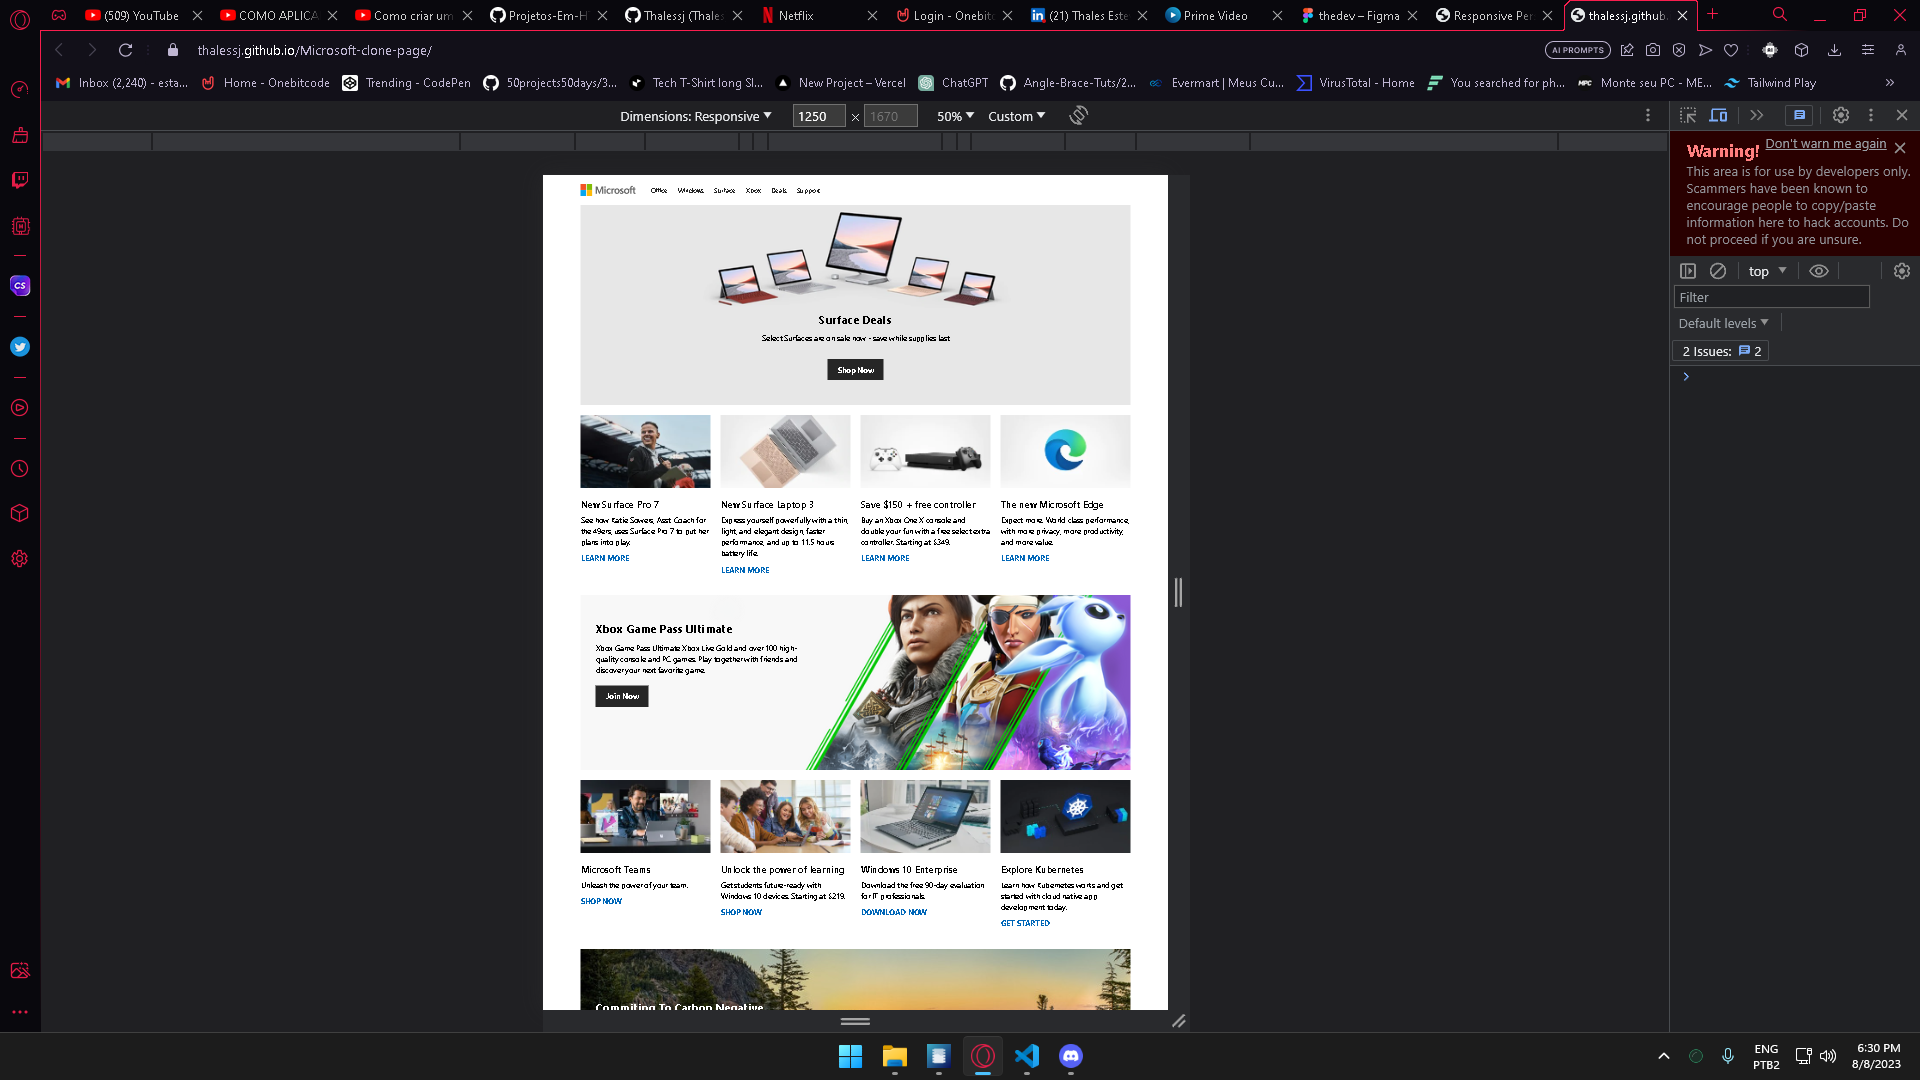 (509) YouTube
COMO APLICA
Como criar um
Projetos-Em-H
Thalessj (Thales
Netflix
Login - Onebit
(21) Thales Este
Prime Video
thedev – Figma
Responsive Per
thalessj.github.
thalessj.github.io/Microsoft-clone-page/
AI PROMPTS
Inbox (2,240) - esta...
Home - Onebitcode
Trending - CodePen
50projects50days/3...
Tech T-Shirt long Sl...
New Project – Vercel
ChatGPT
Angle-Brace-Tuts/2...
Evermart | Meus Cu...
VirusTotal - Home
You searched for ph...
MPC Monte seu PC - ME...
Tailwind Play
Dimensions: Responsive
1250 × 1670
50%
Custom
Warning! Don't warn me again
This area is for use by developers only.
Scammers have been known to
encourage people to copy/paste
information here to hack accounts. Do
not proceed if you are unsure.
top
Filter
Default levels
2 Issues: 2
CS
Microsoft Office Windows Surface Xbox Deals Support
Surface Deals
Select Surfaces are on sale now - save while supplies last
Shop Now
New Surface Pro 7
See how Katie Sowers, Asst Coach for
the 49ers, uses Surface Pro 7 to put her
plans into play.
LEARN MORE
New Surface Laptop 3
Express yourself powerfully with a thin,
light, and elegant design, faster
performance, and up to 11.5 hours
battery life.
LEARN MORE
Save $150 + free controller
Buy an Xbox One X console and
double your fun with a free select extra
controller. Starting at $349.
LEARN MORE
The new Microsoft Edge
Expect more. World class performance,
with more privacy, more productivity,
and more value.
LEARN MORE
Xbox Game Pass Ultimate
Xbox Game Pass Ultimate Xbox Live Gold and over 100 high-
quality console and PC games. Play together with friends and
discover your next favorite game.
Join Now
Microsoft Teams
Unleash the power of your team.
SHOP NOW
Unlock the power of learning
Get students future-ready with
Windows 10 devices. Starting at $219.
SHOP NOW
Windows 10 Enterprise
Download the free 90-day evaluation
for IT professionals.
DOWNLOAD NOW
Explore Kubernetes
Learn how Kubernetes works and get
started with cloud native app
development today.
GET STARTED
Commiting To Carbon Negative
ENG
PTB2
6:30 PM
8/8/2023